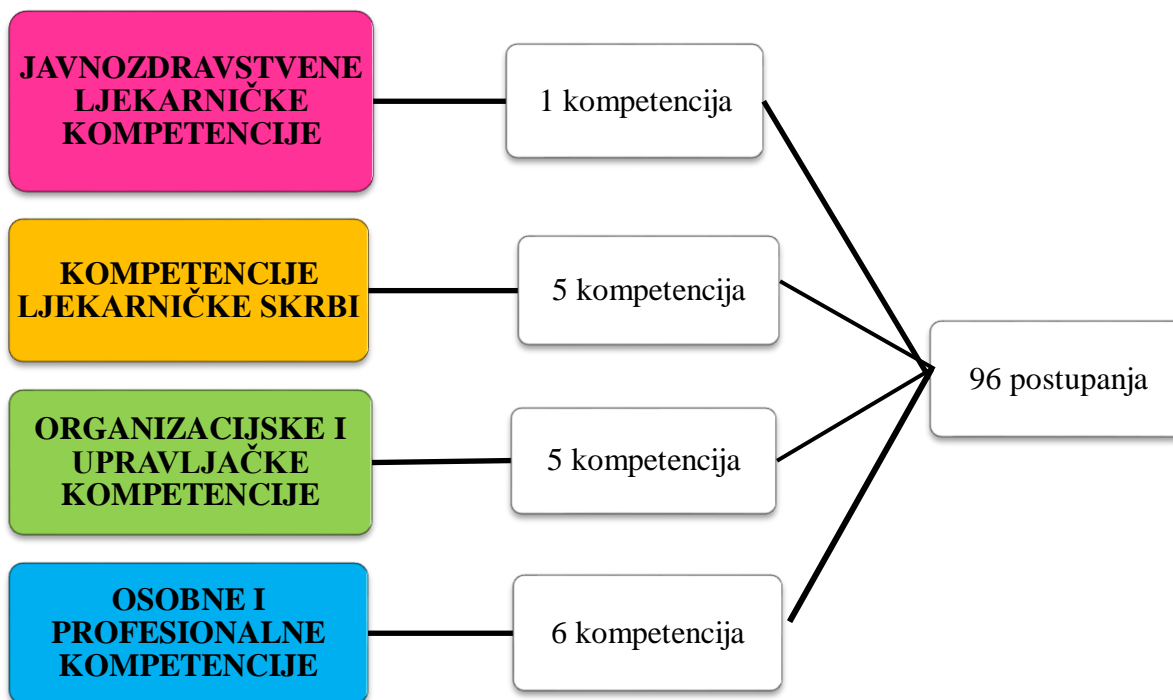 JAVNOZDRAVSTVENE
LJEKARNIČKE
KOMPETENCIJE
1 kompetencija
KOMPETENCIJE
LJEKARNIČKE SKRBI
5 kompetencija
ORGANIZACIJSKE I
UPRAVLJAČKE
KOMPETENCIJE
5 kompetencija
OSOBNE I
PROFESIONALNE
KOMPETENCIJE
6 kompetencija
96 postupanja